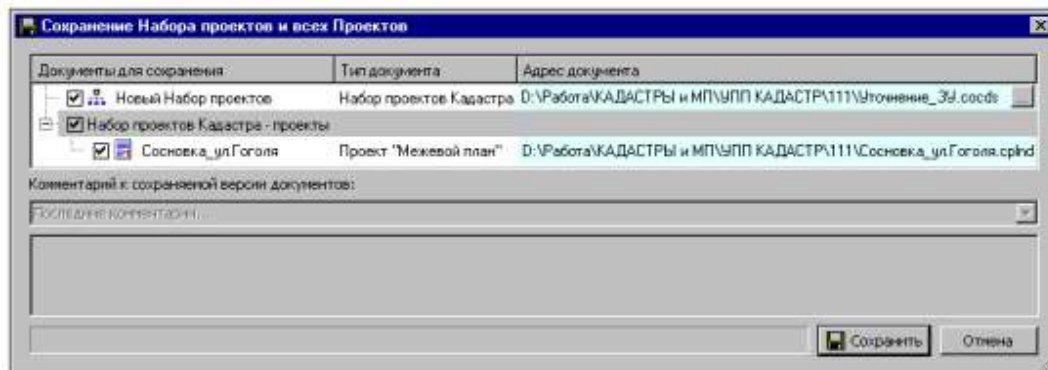 Сохранение Набора проектов и всех Проектов
Документы для сохранения Тип документа Адрес документа
Новый Набор проектов Набор проектов Кадастра D:\Работа\КАДАСТРЫ и МП\УПП КАДАСТР\111\Уточнение_ЗУ.cocds
Набор проектов Кадастра - проекты
Сосновка_ул.Гоголя Проект "Межевой план" D:\Работа\КАДАСТРЫ и МП\УПП КАДАСТР\111\Сосновка_ул.Гоголя.cplnd
Комментарий к сохраняемой версии документов:
Последние комментарии...
Сохранить Отмена